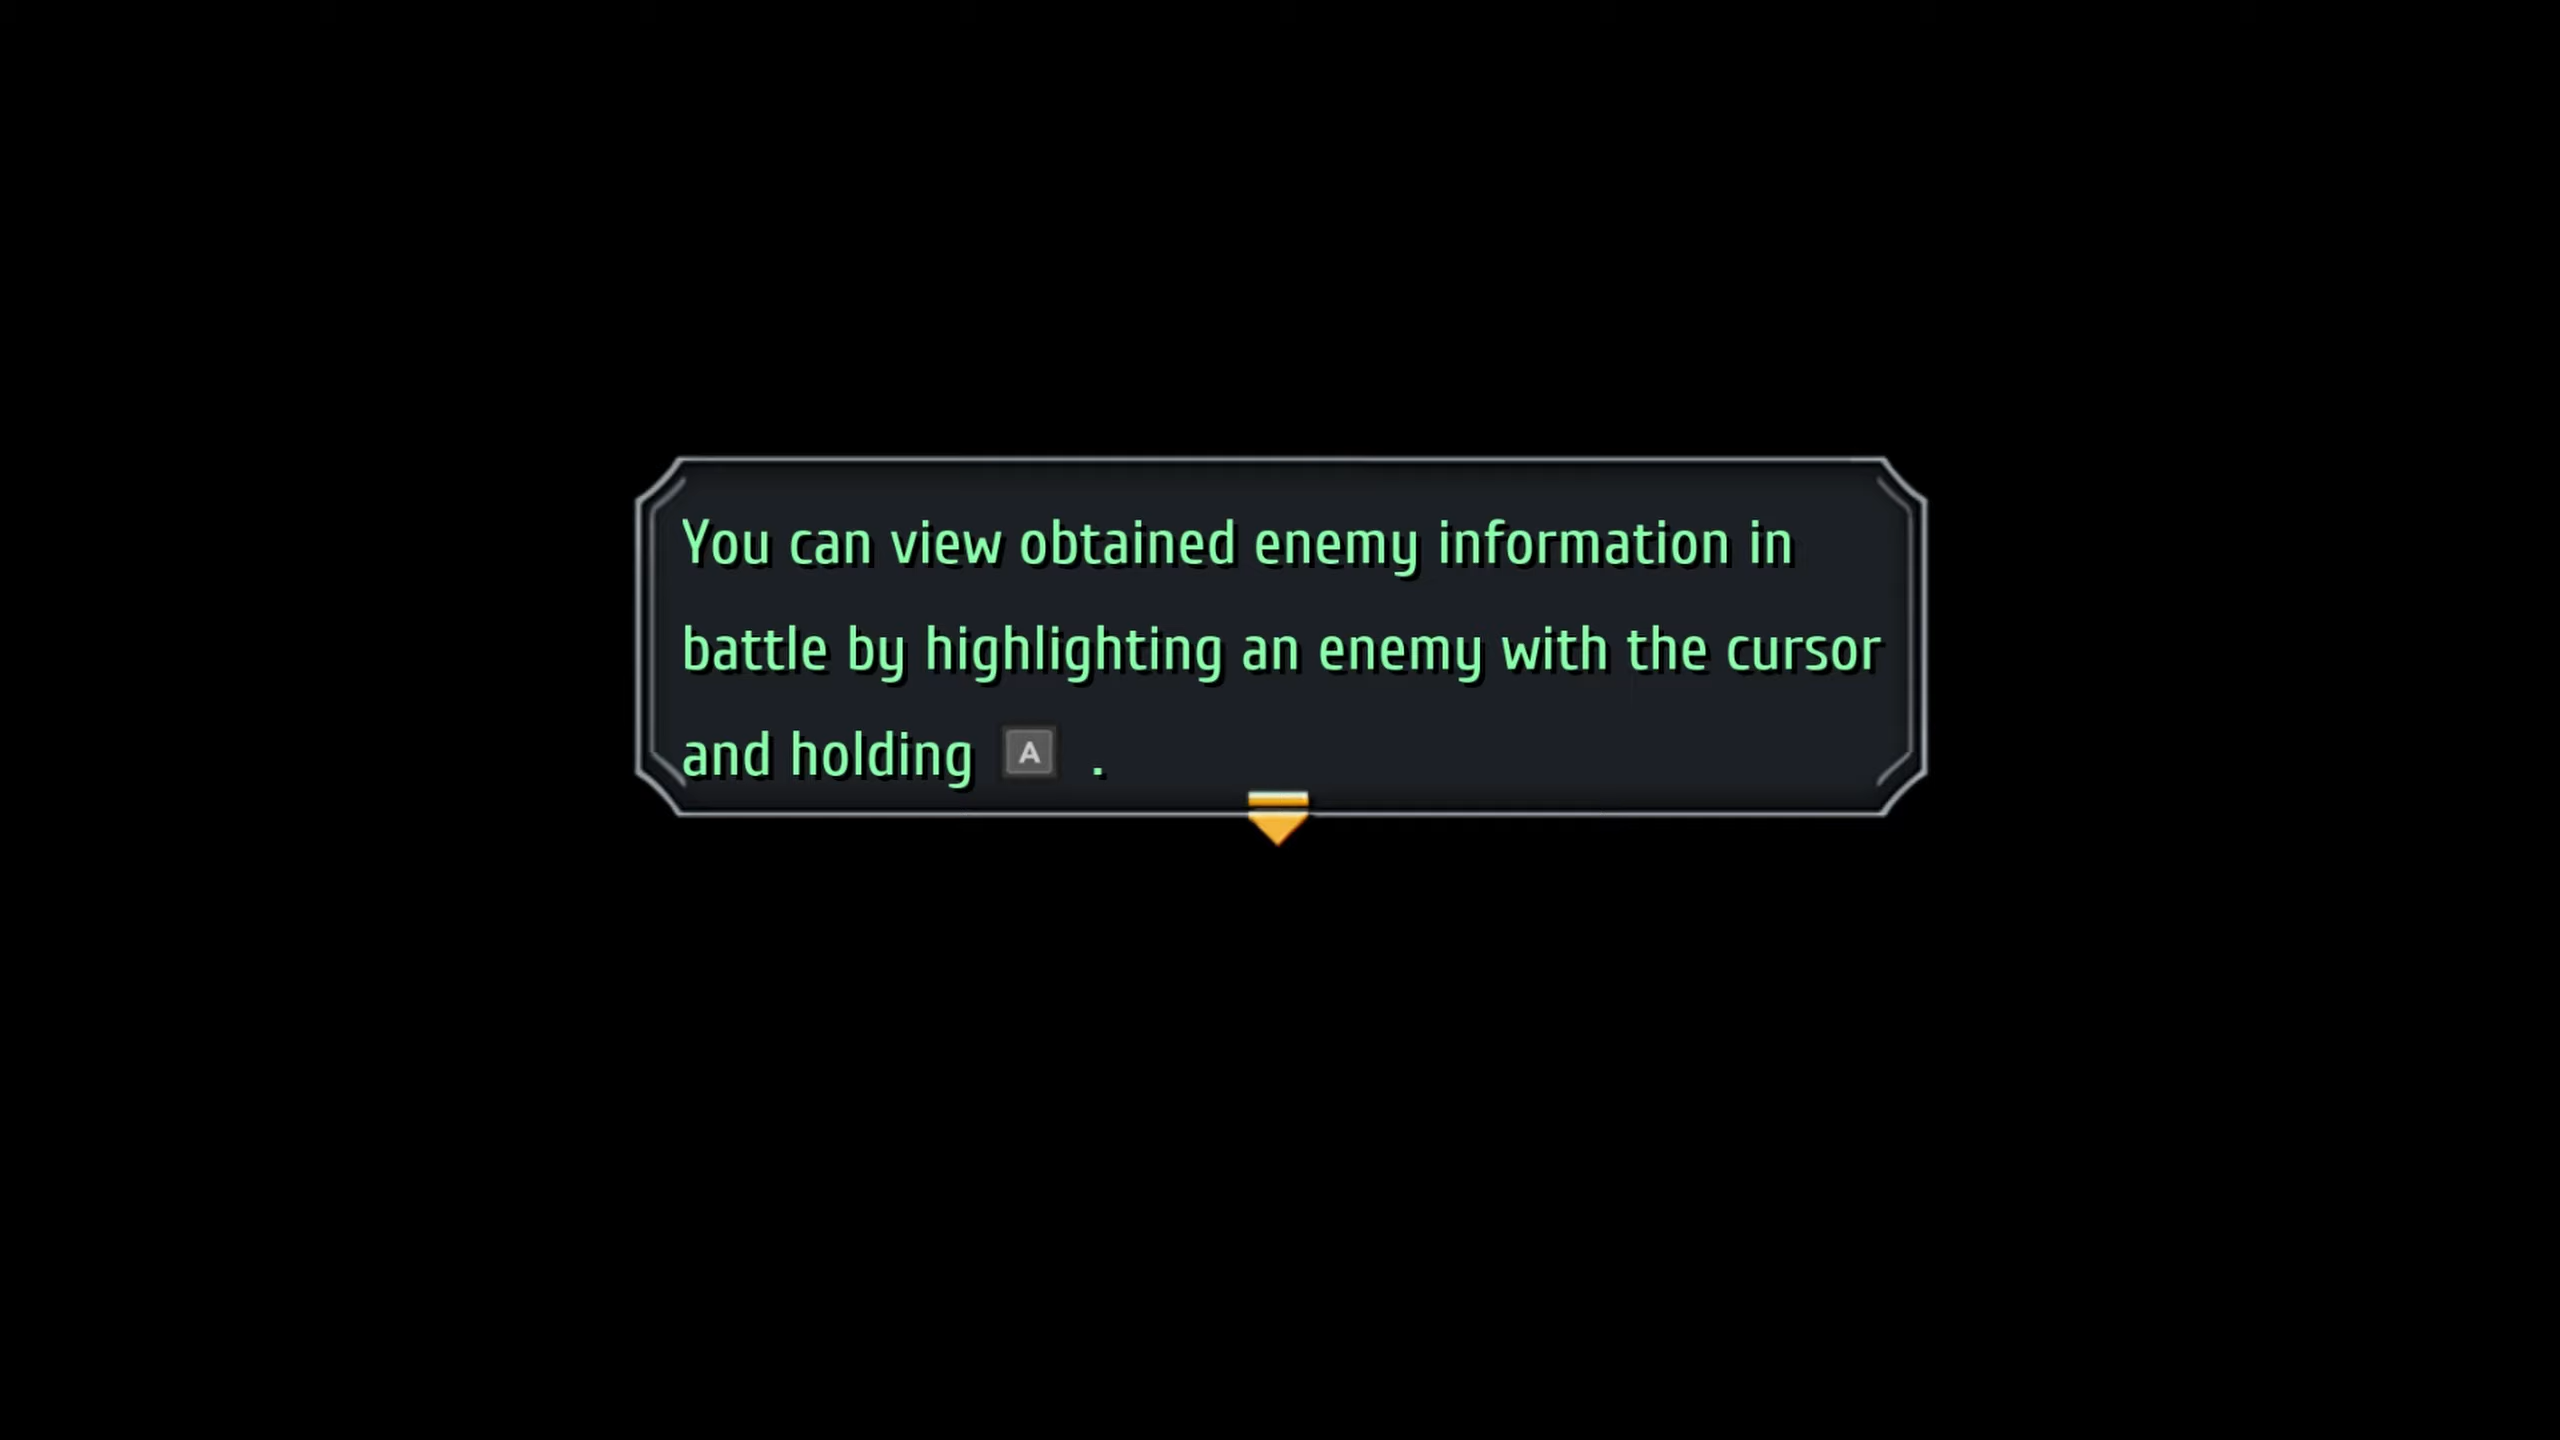 You can view obtained enemy information in
battle by highlighting an enemy with the cursor
and holding A .